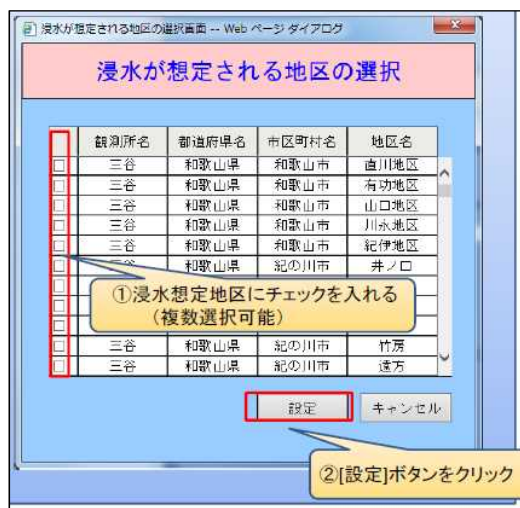 浸水が想定される地区の選択画面 -- Web ページ ダイアログ
浸水が想定される地区の選択
観測所名 都道府県名 市区町村名 地区名
三谷 和歌山県 和歌山市 直川地区
三谷 和歌山県 和歌山市 有功地区
三谷 和歌山県 和歌山市 山口地区
三谷 和歌山県 和歌山市 川永地区
三谷 和歌山県 和歌山市 紀伊地区
三谷 和歌山県 紀の川市 井ノ口
①浸水想定地区にチェックを入れる
（複数選択可能）
三谷 和歌山県 紀の川市 竹房
三谷 和歌山県 紀の川市 遠方
設定 キャンセル
②[設定]ボタンをクリック